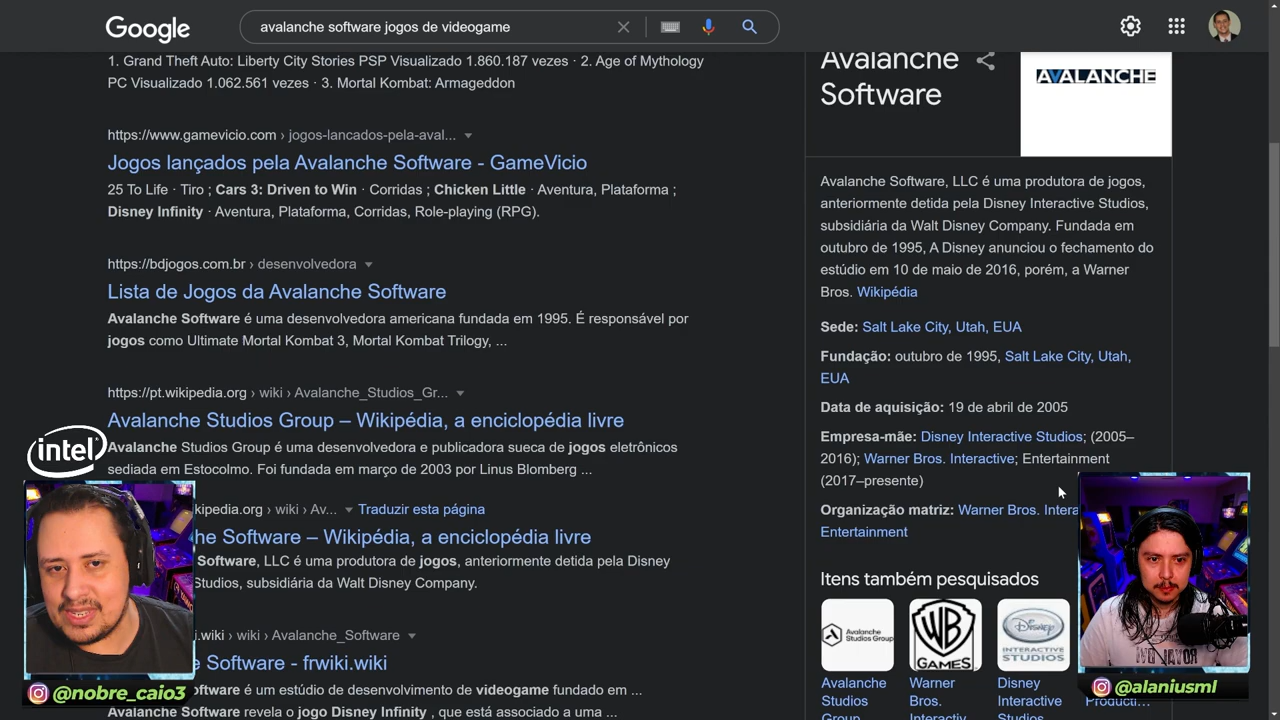 Google
avalanche software jogos de videogame
1. Grand Theft Auto: Liberty City Stories PSP Visualizado 1.860.187 vezes · 2. Age of Mythology
PC Visualizado 1.062.561 vezes · 3. Mortal Kombat: Armageddon
https://www.gamevicio.com › jogos-lancados-pela-aval...
Jogos lançados pela Avalanche Software - GameVicio
25 To Life · Tiro ; Cars 3: Driven to Win · Corridas ; Chicken Little · Aventura, Plataforma ;
Disney Infinity · Aventura, Plataforma, Corridas, Role-playing (RPG).
https://bdjogos.com.br › desenvolvedora
Lista de Jogos da Avalanche Software
Avalanche Software é uma desenvolvedora americana fundada em 1995. É responsável por
jogos como Ultimate Mortal Kombat 3, Mortal Kombat Trilogy, ...
https://pt.wikipedia.org › wiki › Avalanche_Studios_Gr...
Avalanche Studios Group – Wikipédia, a enciclopédia livre
Avalanche Studios Group é uma desenvolvedora e publicadora sueca de jogos eletrônicos
sediada em Estocolmo. Foi fundada em março de 2003 por Linus Blomberg ...
kipedia.org › wiki › Av... Traduzir esta página
he Software – Wikipédia, a enciclopédia livre
Software, LLC é uma produtora de jogos, anteriormente detida pela Disney
Studios, subsidiária da Walt Disney Company.
i.wiki › wiki › Avalanche_Software
e Software - frwiki.wiki
oftware é um estúdio de desenvolvimento de videogame fundado em ...
oftware revela o jogo Disney Infinity , que está associado a uma ...
intel
@nobre_caio3
Avalanche
Software
AVALANCHE
Avalanche Software, LLC é uma produtora de jogos,
anteriormente detida pela Disney Interactive Studios,
subsidiária da Walt Disney Company. Fundada em
outubro de 1995, A Disney anunciou o fechamento do
estúdio em 10 de maio de 2016, porém, a Warner
Bros. Wikipédia
Sede: Salt Lake City, Utah, EUA
Fundação: outubro de 1995, Salt Lake City, Utah,
EUA
Data de aquisição: 19 de abril de 2005
Empresa-mãe: Disney Interactive Studios; (2005–
2016); Warner Bros. Interactive; Entertainment
(2017–presente)
Organização matriz: Warner Bros. Intera
Entertainment
Itens também pesquisados
Avalanche
Studios Group
WB
GAMES
Disney
INTERACTIVE
STUDIOS
Avalanche
Studios
Group
Warner
Bros.
Interactiv
Disney
Interactive
Studios
Producti...
@alaniusml